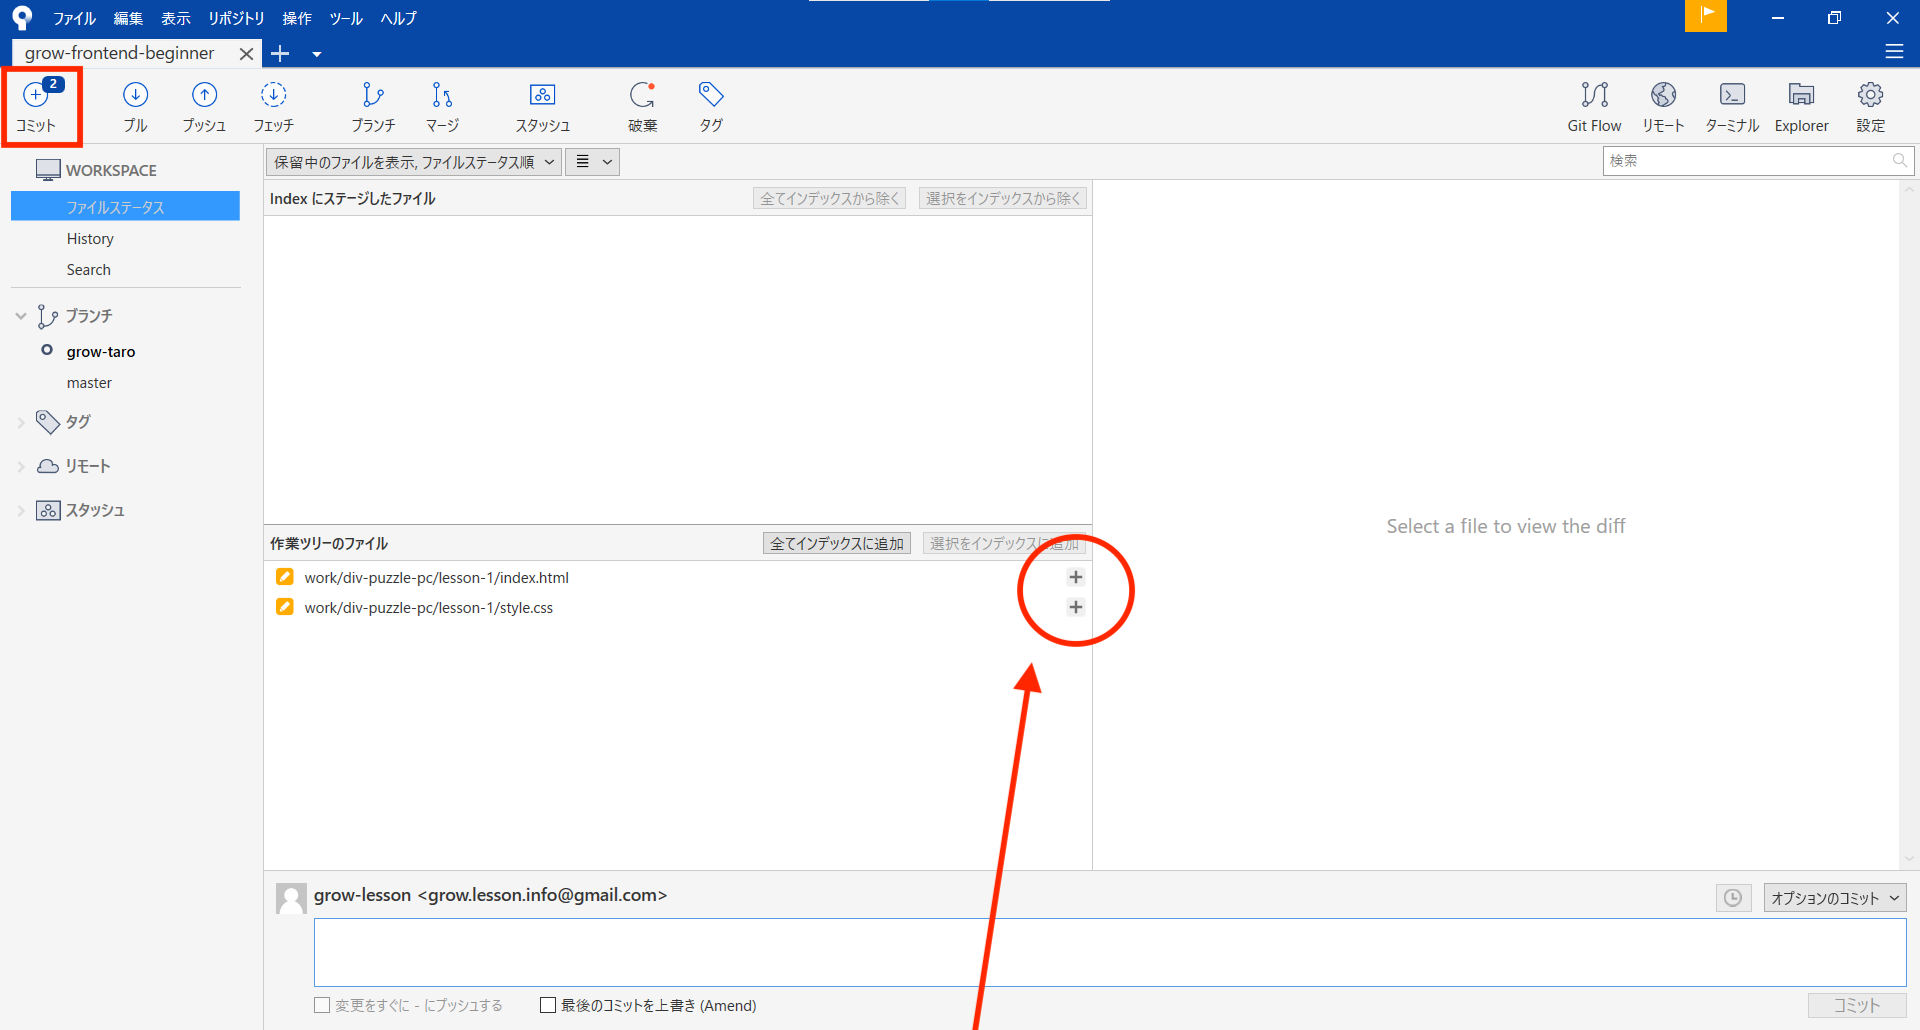 ファイル 編集 表示 リポジトリ 操作 ツール ヘルプ
grow-frontend-beginner
2
コミット プル プッシュ フェッチ ブランチ マージ スタッシュ 破棄 タグ Git Flow リモート ターミナル Explorer 設定
WORKSPACE
ファイルステータス
History
Search
ブランチ
grow-taro
master
タグ
リモート
スタッシュ
保留中のファイルを表示, ファイルステータス順
検索
Index にステージしたファイル 全てインデックスから除く 選択をインデックスから除く
作業ツリーのファイル 全てインデックスに追加 選択をインデックスに追加
work/div-puzzle-pc/lesson-1/index.html
work/div-puzzle-pc/lesson-1/style.css
Select a file to view the diff
grow-lesson <grow.lesson.info@gmail.com>
オプションのコミット
変更をすぐに - にプッシュする 最後のコミットを上書き (Amend)
コミット